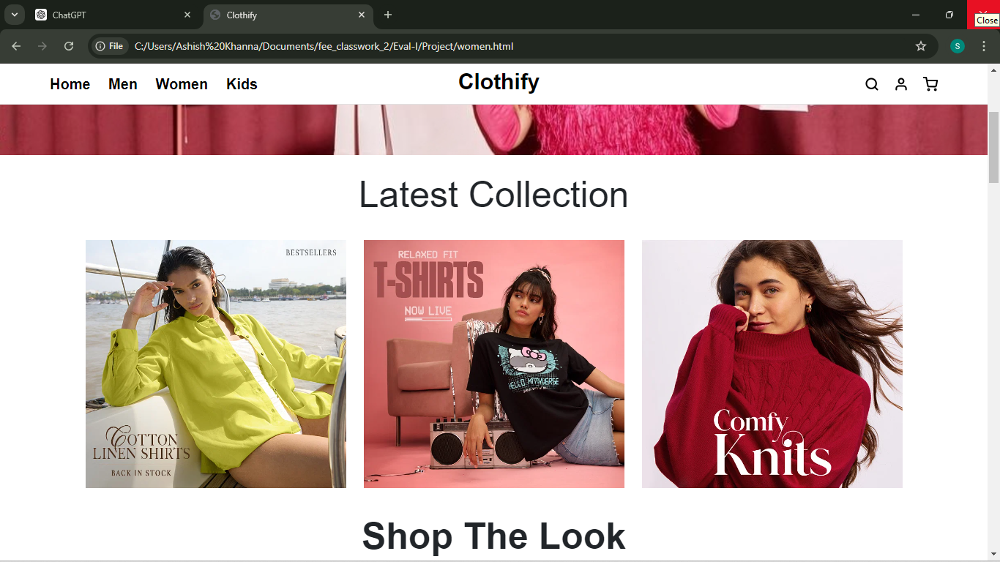 ChatGPT
Clothify
Close
File
C:/Users/Ashish%20Khanna/Documents/fee_classwork_2/Eval-I/Project/women.html
S
Home Men Women Kids
Clothify
Latest Collection
BESTSELLERS
COTTON
LINEN SHIRTS
BACK IN STOCK
RELAXED FIT
T-SHIRTS
NOW LIVE
HELLO KITTYVERSE
Comfy
Knits
Shop The Look